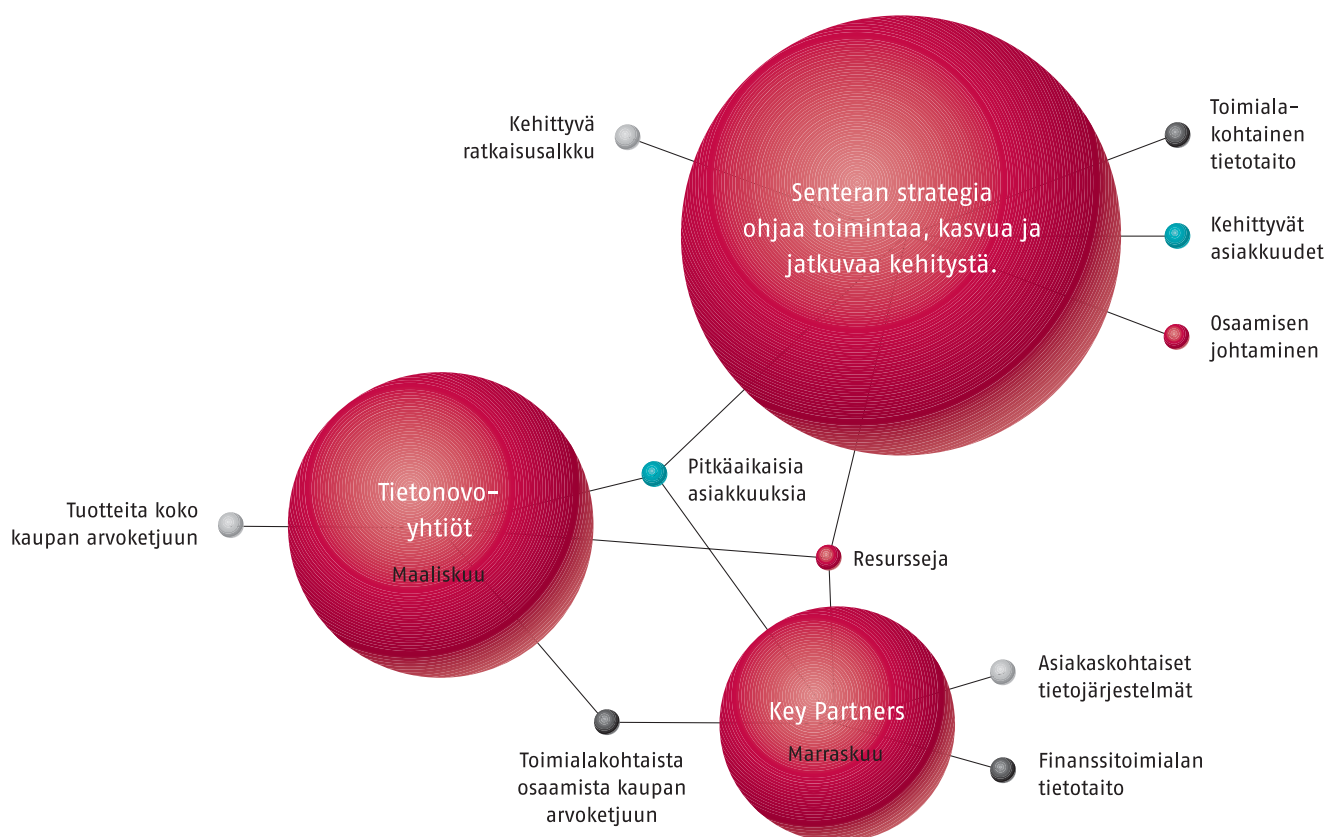 Kehittyvä
ratkaisusalkku
Toimiala-
kohtainen
tietotaito
Senteran strategia
ohjaa toimintaa, kasvua ja
jatkuvaa kehitystä.
Kehittyvät
asiakkuudet
Osaamisen
johtaminen
Pitkäaikaisia
asiakkuuksia
Tietonovo-
yhtiöt
Maaliskuu
Tuotteita koko
kaupan arvoketjuun
Resursseja
Asiakaskohtaiset
tietojärjestelmät
Key Partners
Marraskuu
Finanssitoimialan
tietotaito
Toimialakohtaista
osaamista kaupan
arvoketjuun